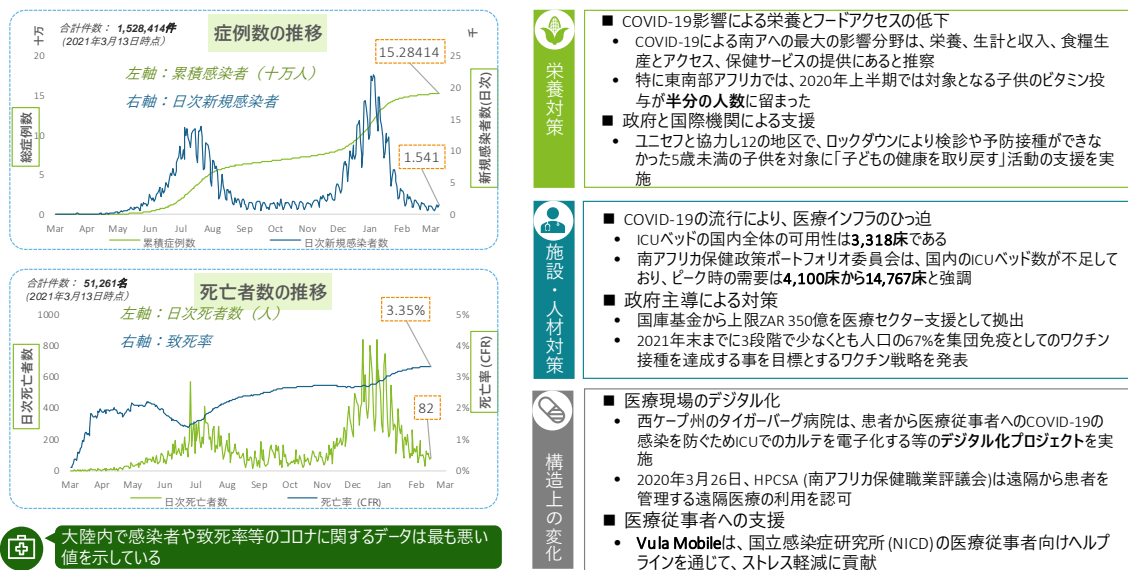 合計件数： 1,528,414件
(2021年3月13日時点）
症例数の推移
十万
千
左軸：累積感染者（十万人）
右軸：日次新規感染者
15.28414
1.541
総症例数
新規感染者数(日次)
20
15
10
5
0
25
20
15
10
5
0
Mar Apr May Jun Jul Aug Sep Oct Nov Dec Jan Feb Mar
累積症例数 日次新規感染者数
合計件数： 51,261名
(2021年3月13日時点）
死亡者数の推移
左軸：日次死者数（人）
右軸：致死率
3.35%
82
日次死亡者数
死亡率 (CFR)
1000
800
600
400
200
0
5%
4%
3%
2%
1%
0%
Mar Apr May Jun Jul Aug Sep Oct Nov Dec Jan Feb Mar
日次死亡者数 死亡率 (CFR)
大陸内で感染者や致死率等のコロナに関するデータは最も悪い
値を示している
栄養対策
■ COVID-19影響による栄養とフードアクセスの低下
• COVID-19による南アへの最大の影響分野は、栄養、生計と収入、食糧生
産とアクセス、保健サービスの提供にあると推察
• 特に東南部アフリカでは、2020年上半期では対象となる子供のビタミン投
与が半分の人数に留まった
■ 政府と国際機関による支援
• ユニセフと協力し12の地区で、ロックダウンにより検診や予防接種ができな
かった5歳未満の子供を対象に「子どもの健康を取り戻す」活動の支援を実
施
施設・人材対策
■ COVID-19の流行により、医療インフラのひっ迫
• ICUベッドの国内全体の可用性は3,318床である
• 南アフリカ保健政策ポートフォリオ委員会は、国内のICUベッド数が不足して
おり、ピーク時の需要は4,100床から14,767床と強調
■ 政府主導による対策
• 国庫基金から上限ZAR 350億を医療セクター支援として拠出
• 2021年末までに3段階で少なくとも人口の67%を集団免疫としてのワクチン
接種を達成する事を目標とするワクチン戦略を発表
構造上の変化
■ 医療現場のデジタル化
• 西ケープ州のタイガーバーグ病院は、患者から医療従事者へのCOVID-19の
感染を防ぐためICUでのカルテを電子化する等のデジタル化プロジェクトを実
施
• 2020年3月26日、HPCSA (南アフリカ保健職業評議会)は遠隔から患者を
管理する遠隔医療の利用を認可
■ 医療従事者への支援
• Vula Mobileは、国立感染症研究所 (NICD) の医療従事者向けヘルプ
ラインを通じて、ストレス軽減に貢献